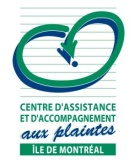 CENTRE D'ASSISTANCE
ET D'ACCOMPAGNEMENT
aux plaintes
ÎLE DE MONTRÉAL